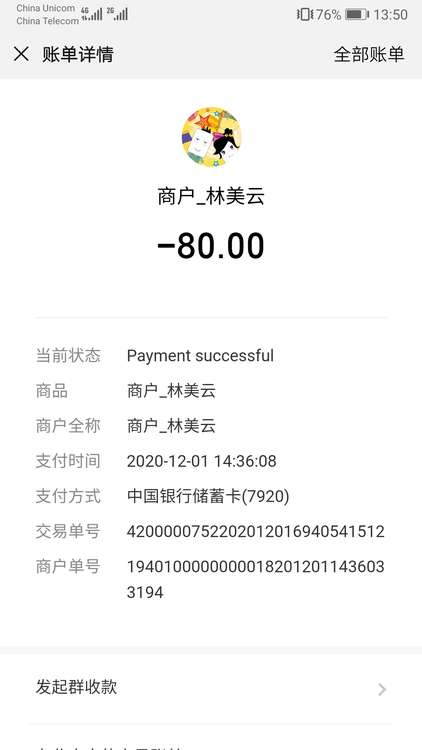 China Unicom 4G 2G 76% 13:50
China Telecom
账单详情 全部账单
商户_林美云
-80.00
当前状态 Payment successful
商品 商户_林美云
商户全称 商户_林美云
支付时间 2020-12-01 14:36:08
支付方式 中国银行储蓄卡(7920)
交易单号 4200000752202012016940541512
商户单号 1940100000000018201201143603
3194
发起群收款